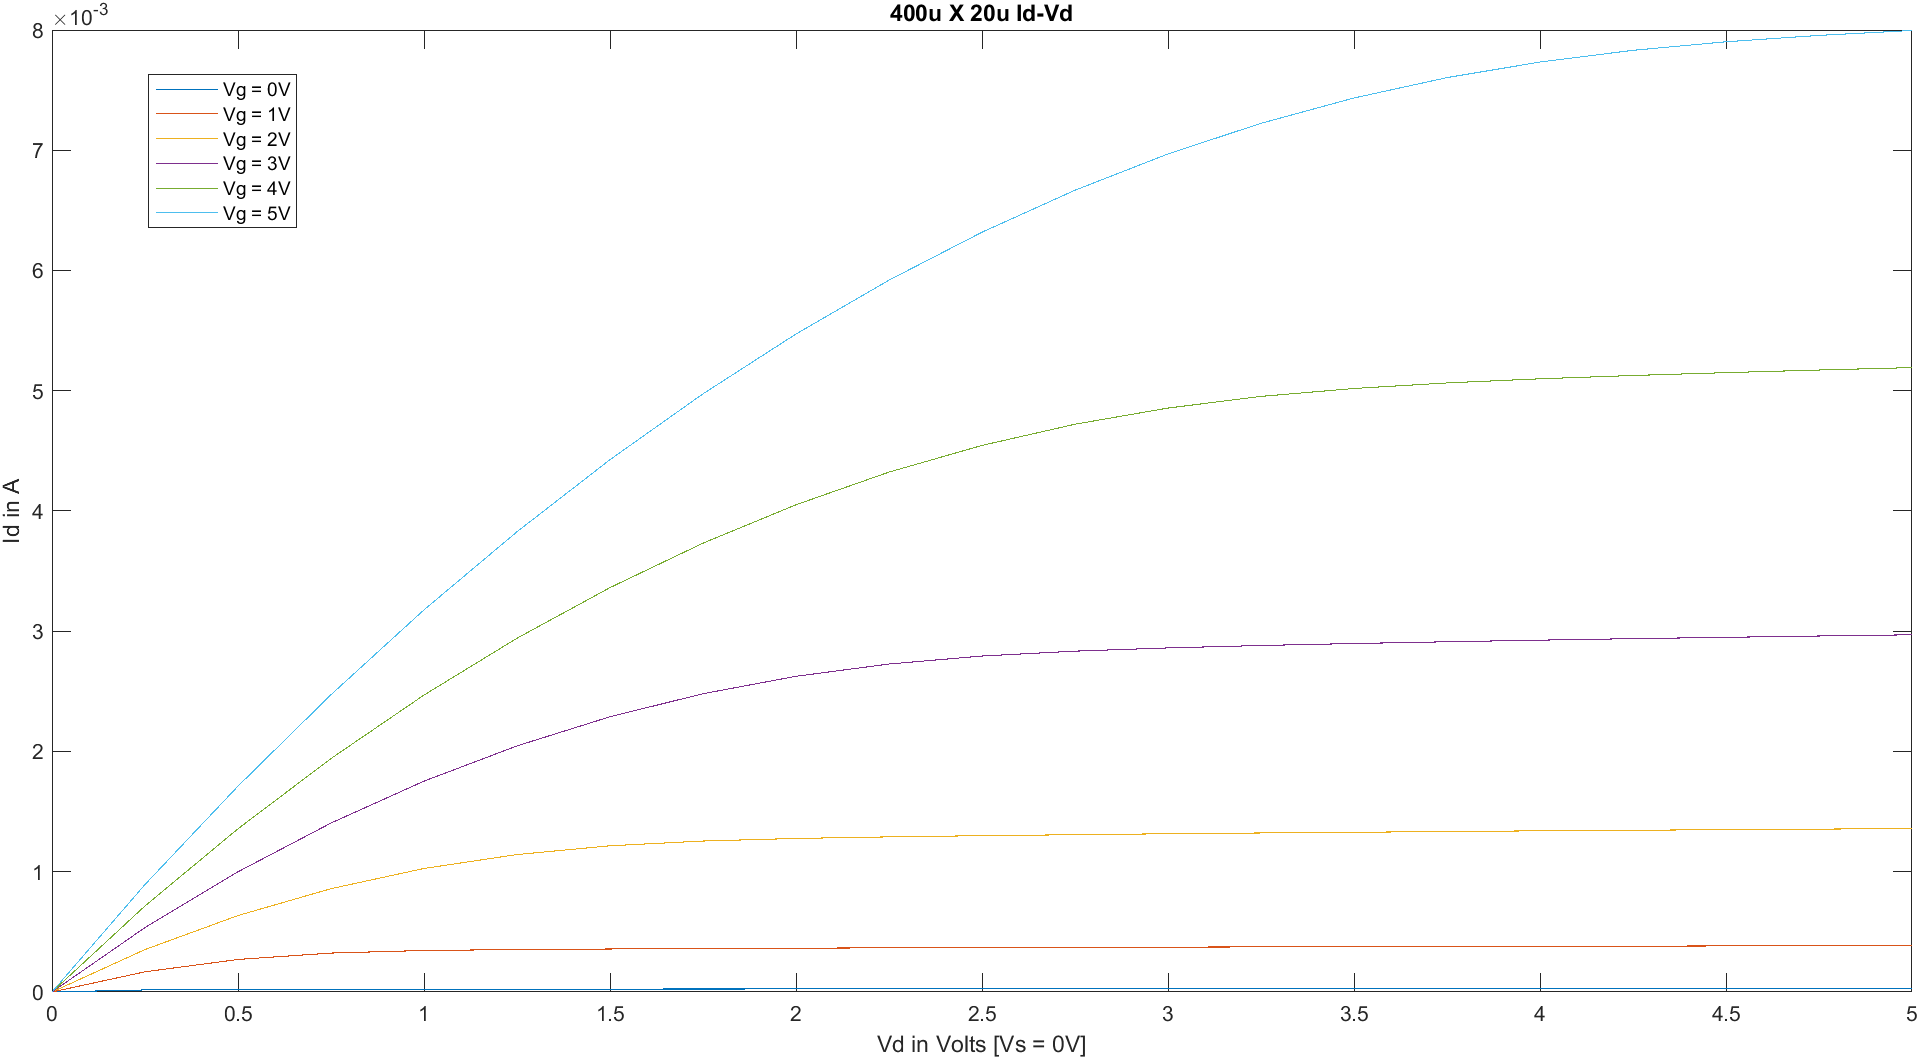 400u X 20u Id-Vd
×10-3
8
7
6
5
4
3
2
1
0
Id in A
Vg = 0V
Vg = 1V
Vg = 2V
Vg = 3V
Vg = 4V
Vg = 5V
0 0.5 1 1.5 2 2.5 3 3.5 4 4.5 5
Vd in Volts [Vs = 0V]